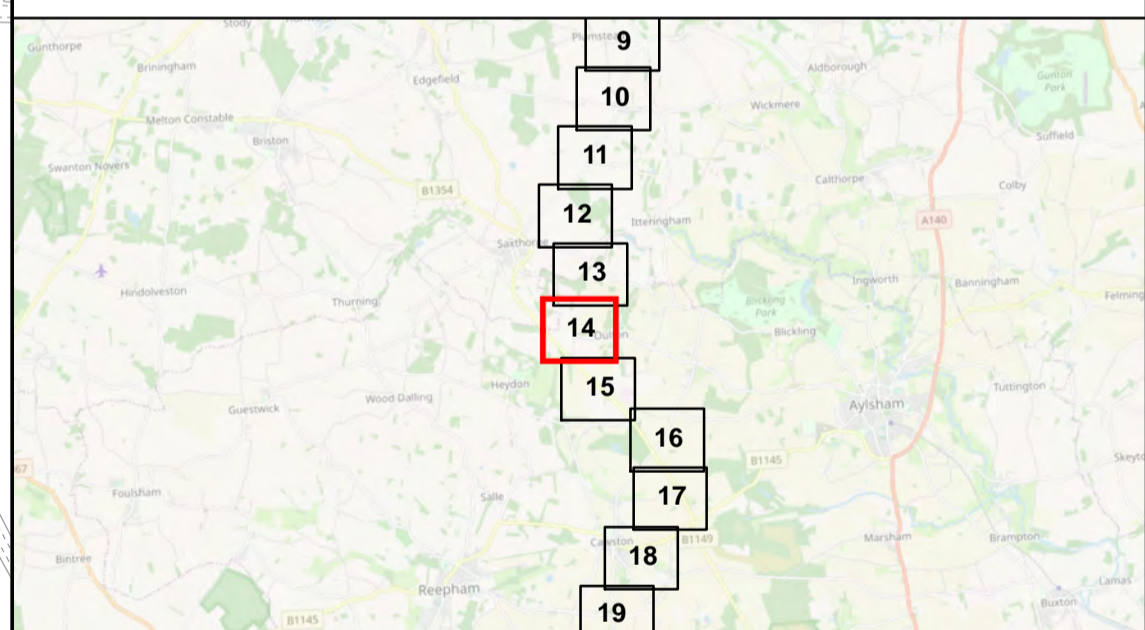 Stody
Gunthorpe
Plumstead
9
Briningham
Edgefield
Aldborough
Gunton
Park
10
Wickmere
Melton Constable
Suffield
Briston
11
Swanton Novers
Calthorpe
Colby
B1354
12
Itteringham
A140
Saxthorpe
13
Ingworth
Banningham
Hindolveston
Felming
Thurning
Blickling
Park
14
Blickling
Heydon
15
Tuttington
Wood Dalling
Guestwick
Aylsham
16
B1145
Skeyto
67
Foulsham
Salle
17
Cawston
B1149
Marsham
Brampton
18
Bintree
Lamas
Reepham
Buxton
19
B1145